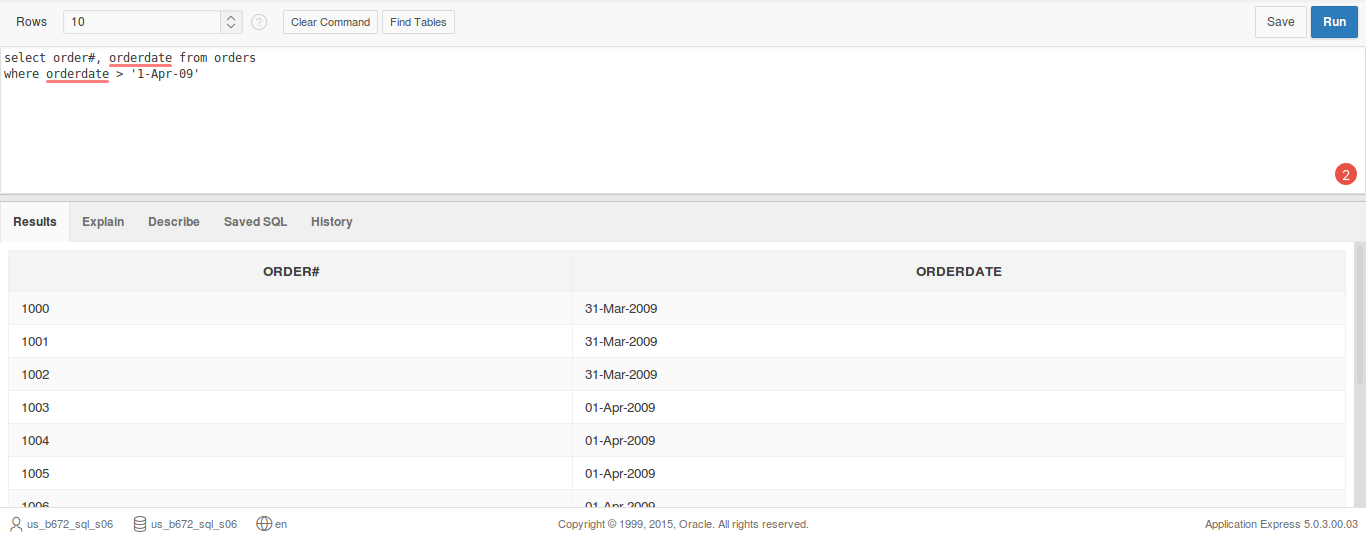 Rows 10 ? Clear Command Find Tables Save Run
select order#, orderdate from orders
where orderdate > '1-Apr-09'
2
Results Explain Describe Saved SQL History
ORDER# ORDERDATE
1000 31-Mar-2009
1001 31-Mar-2009
1002 31-Mar-2009
1003 01-Apr-2009
1004 01-Apr-2009
1005 01-Apr-2009
1006 01-Apr-2009
us_b672_sql_s06 us_b672_sql_s06 en Copyright © 1999, 2015, Oracle. All rights reserved. Application Express 5.0.3.00.03